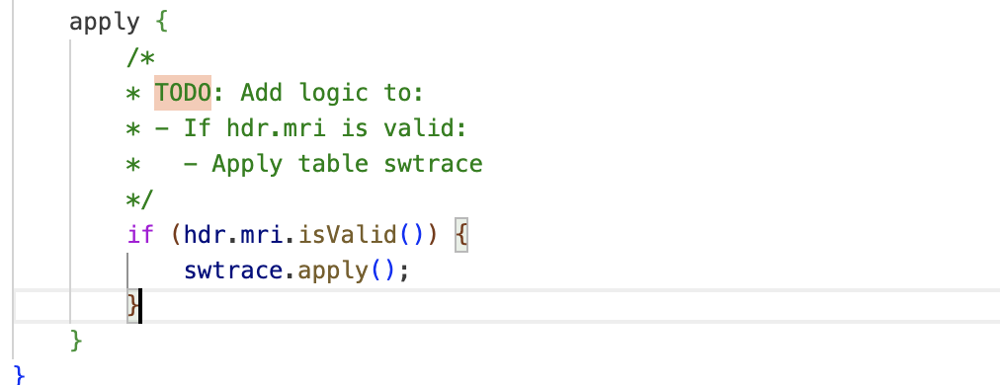 apply {
/*
* TODO: Add logic to:
* - If hdr.mri is valid:
*   - Apply table swtrace
*/
if (hdr.mri.isValid()) {
swtrace.apply();
}
}
}